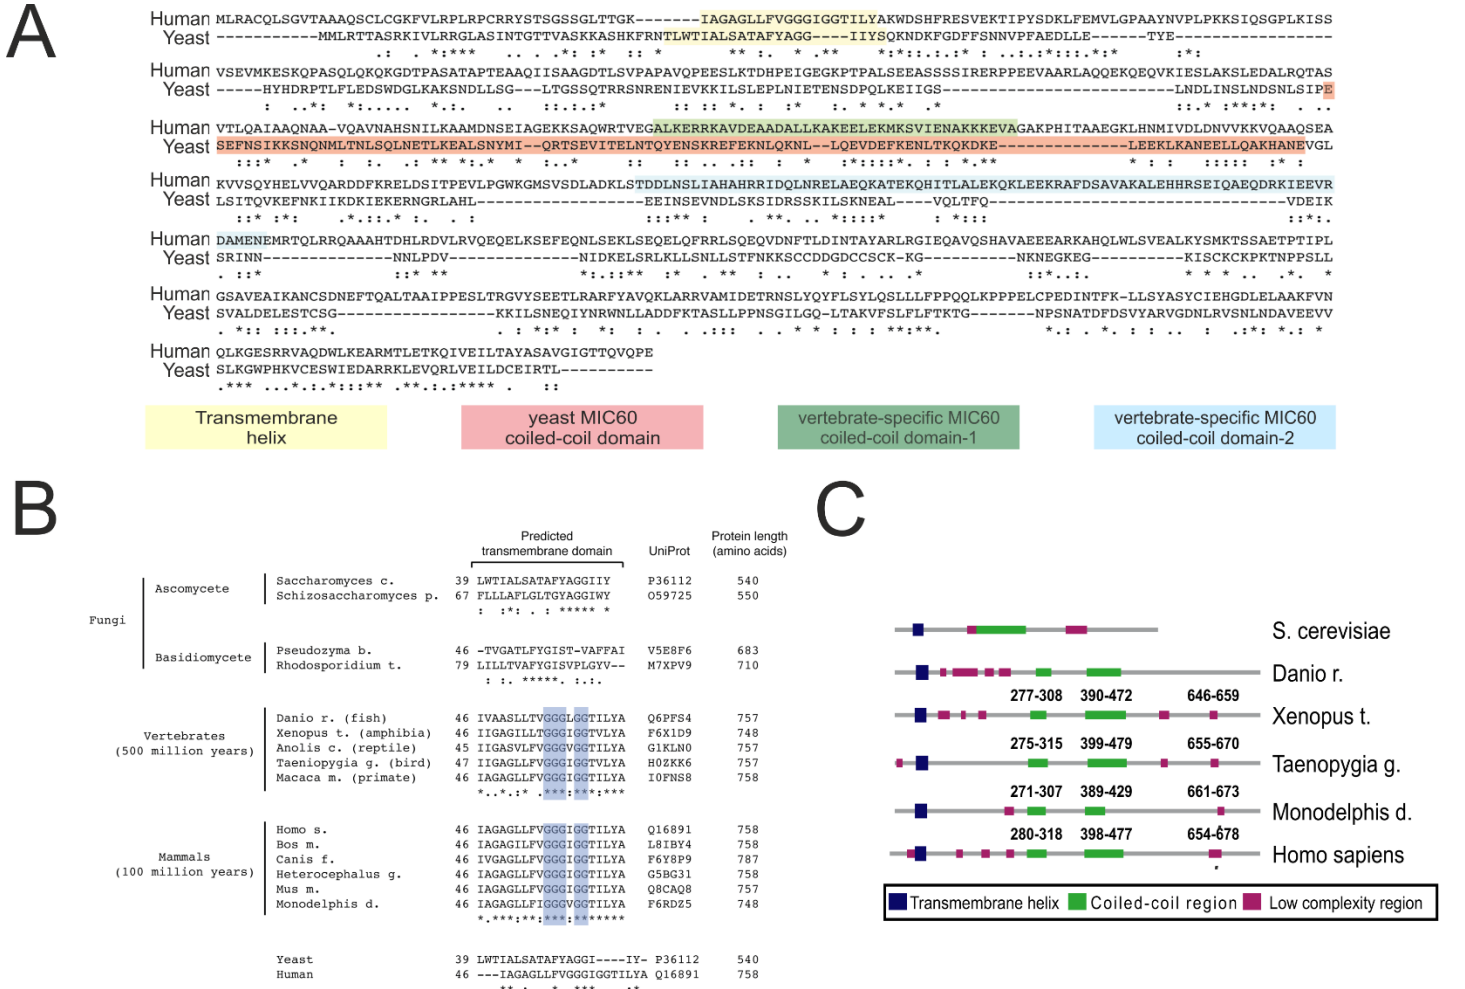 A
Human MLRACQLSGVTAAAQSCLCGKFVLRPLRPCRRYSTSGSSGLTTGK-------IAGAGLLFVGGGIGGTILYAKWDSHFRESVEKTIPYSDKLFEMVLGPAAYNVPLPKKSIQSGPLKISS
Yeast -----------MMLRTTASRKIVLRRGLASINTGTTVASKKASHKFRNTLWTIALSATAFYAGG----IIYSQKNDKFGDFFSNNVPFAEDLLE------TYE-----------------
Human VSEVMKESKQPASQLQKQKGDTPASATAPTEAAQIISAAGDTLSVPAPAVQPEESLKTDHPEIGEGKPTPALSEEASSSSIRERPPEEVAARLAQQEKQEQVKIESLAKSLEDALRQTAS
Yeast -----HYHDRPTLFLEDSWDGLKAKSNDLLSG---LTGSSQTRRSNRENIEVKKILSLEPLNIETENSDPQLKEIIGS-------------------------LNDLINSLNDSNLSIPE
Human VTLQAIAAQNAA-VQAVNAHSNILKAAMDNSEIAGEKKSAQWRTVEGALKERRKAVDEAADALLKAKEELEKMKSVIENAKKKEVAGAKPHITAAEGKLHNMIVDLDNVVKKVQAAQSEA
Yeast SEFNSIKKSNQNMLTNLSQLNETLKEALSNYMI--QRTSEVITELNTQYENSKREFEKNLQKNL--LQEVDEFKENLTKQKDKE--------------LEEKLKANEELLQAKHANEVGL
Human KVVSQYHELVVQARDDFKRELDSITPEVLPGWKGMSVSDLADKLSTDDLNSLIAHAHRRIDQLNRELAEQKATEKQHITLALEKQKLEEKRAFDSAVAKALEHHRSEIQAEQDRKIEEVR
Yeast LSITQVKEFNKIIKDKIEKERNGRLAHL------------------EEINSEVNDLSKSIDRSSKILSKNEAL----VQLTFQ--------------------------------VDEIK
Human DAMENEMRTQLRRQAAAHTDHLRDVLRVQEQELKSEFEQNLSEKLSEQELQFRRLSQEQVDNFTLDINTAYARLRGIEQAVQSHAVAEEEARKAHQLWLSVEALKYSMKTSSAETPTIPL
Yeast SRINN--------------NNLPDV--------------NIDKELSRLKLLSNLLSTFNKKSCCDDGDCCSCK-KG----------NKNEGKEG----------KISCKCKPKTNPPSLL
Human GSAVEAIKANCSDNEFTQALTAAIPPESLTRGVYSEETLRARFYAVQKLARRVAMIDETRNSLYQYFLSYLQSLLLFPPQQLKPPPELCPEDINTFK-LLSYASYCIEHGDLELAAKFVN
Yeast SVALDELESTCSG-----------------KKILSNEQIYNRWNLLADDFKTASLLPPNSGILGQ-LTAKVFSLFLFTKTG-------NPSNATDFDSVYARVGDNLRVSNLNDAVEEVV
Human QLKGESRRVAQDWLKEARMTLETKQIVEILTAYASAVGIGTTQVQPE
Yeast SLKGWPHKVCESWIEDARRKLEVQRLVEILDCEIRTL----------
Transmembrane
helix
yeast MIC60
coiled-coil domain
vertebrate-specific MIC60
coiled-coil domain-1
vertebrate-specific MIC60
coiled-coil domain-2
B
Predicted
transmembrane domain
UniProt
Protein length
(amino acids)
Fungi
Ascomycete
Saccharomyces c. 39 LWTIALSATAFYAGGIIY P36112 540
Schizosaccharomyces p. 67 FLLLAFLGLTGYAGGIWY O59725 550
Basidiomycete
Pseudozyma b. 46 -TVGATLFYGIST-VAFFAI V5E8F6 683
Rhodosporidium t. 79 LILLTVAFYGISVPLGYV-- M7XPV9 710
Vertebrates
(500 million years)
Danio r. (fish) 46 IVAASLLTVGGGLGGTILYA Q6PFS4 757
Xenopus t. (amphibia) 46 IIGAGILLTGGGIGGTVLYA F6X1D9 748
Anolis c. (reptile) 45 IIGASVLFVGGGVGGTILYA G1KLN0 757
Taeniopygia g. (bird) 47 IIGAGLLFVGGGIGGTVLYA H0ZKK6 757
Macaca m. (primate) 46 IAGAGLLFVGGGIGGTILYA I0FNS8 758
Mammals
(100 million years)
Homo s. 46 IAGAGLLFVGGGIGGTILYA Q16891 758
Bos m. 46 IAGAGILFVGGGIGGTILYA L8IBY4 758
Canis f. 46 IVGAGLLFVGGGIGGTILYA F6Y8P9 787
Heterocephalus g. 46 IAGAGLLFVGGGIGGTILYA G5BG31 758
Mus m. 46 IAGAGLLFVGGGIGGTILYA Q8CAQ8 757
Monodelphis d. 46 IAGAGLLFIGGGVGGTILYA F6RDZ5 748
Yeast 39 LWTIALSATAFYAGGI----IY- P36112 540
Human 46 ---IAGAGLLFVGGGIGGTILYA Q16891 758
C
S. cerevisiae
Danio r.
277-308 390-472 646-659
Xenopus t.
275-315 399-479 655-670
Taenopygia g.
271-307 389-429 661-673
Monodelphis d.
280-318 398-477 654-678
Homo sapiens
Transmembrane helix Coiled-coil region Low complexity region